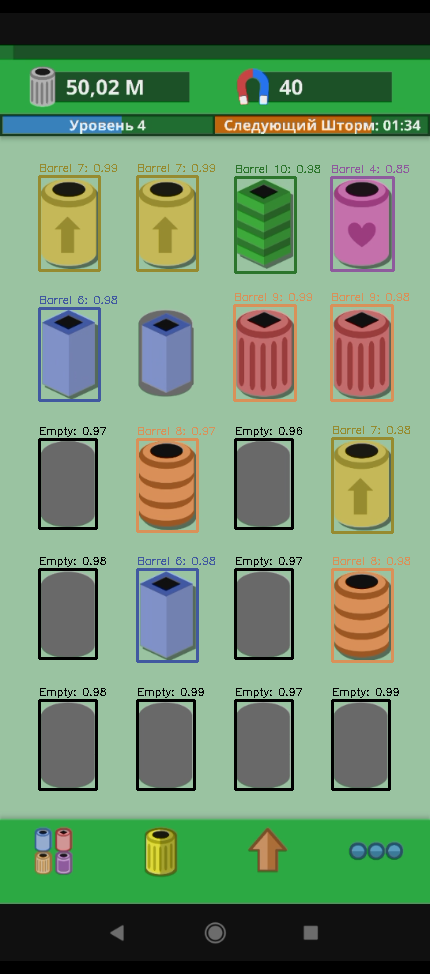 50,02 M
40
Уровень 4
Следующий Шторм: 01:34
Barrel 7: 0.99
Barrel 7: 0.99
Barrel 10: 0.98
Barrel 4: 0.85
Barrel 6: 0.98
Barrel 9: 0.99
Barrel 9: 0.98
Empty: 0.97
Barrel 8: 0.97
Empty: 0.96
Barrel 7: 0.98
Empty: 0.98
Barrel 6: 0.98
Empty: 0.97
Barrel 8: 0.98
Empty: 0.98
Empty: 0.99
Empty: 0.97
Empty: 0.99